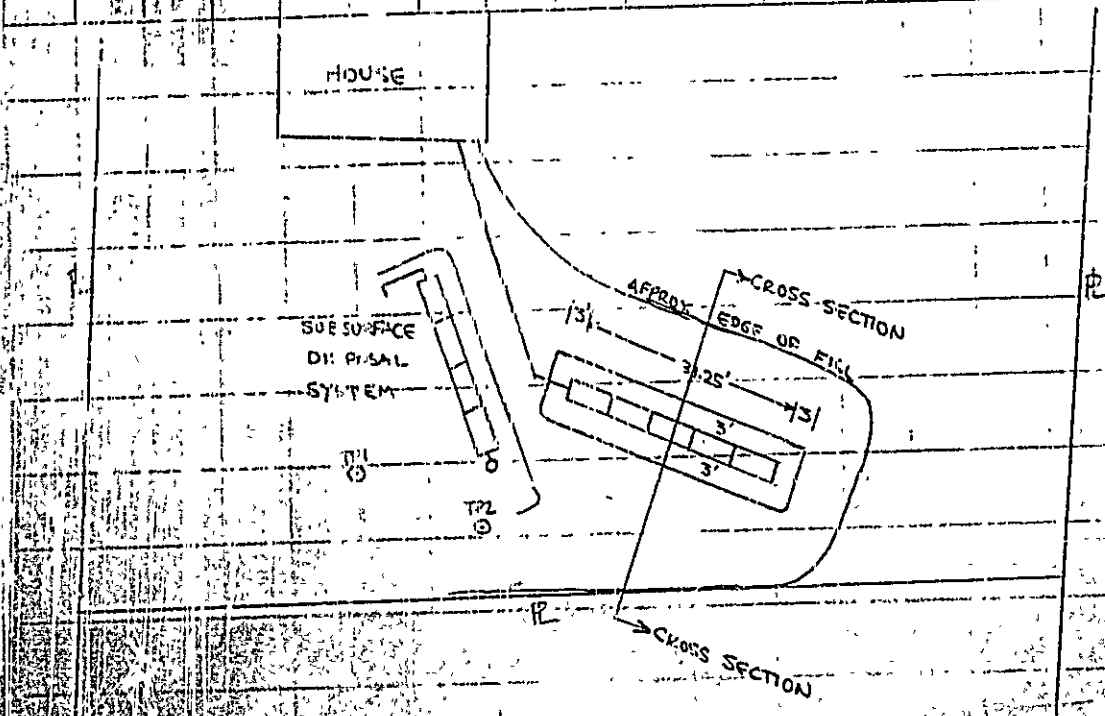 HOUSE
CROSS-SECTION
APPROX. EDGE OF FILL
3'
3'
SUBSURFACE
DISPOSAL
SYSTEM
3'
3'
TP1
TP2
PL
PL
CROSS SECTION